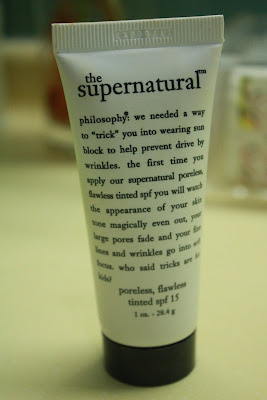 the
supernatural™
philosophy: we needed a way
to "trick" you into wearing sun
block to help prevent drive by
wrinkles. the first time you
apply our supernatural poreless,
flawless tinted spf you will watch
the appearance of your skin
tone magically even out, your
large pores fade and your fine
lines and wrinkles go into soft
focus. who said tricks are for
kids?
poreless, flawless
tinted spf 15
1 oz. - 28.4 g